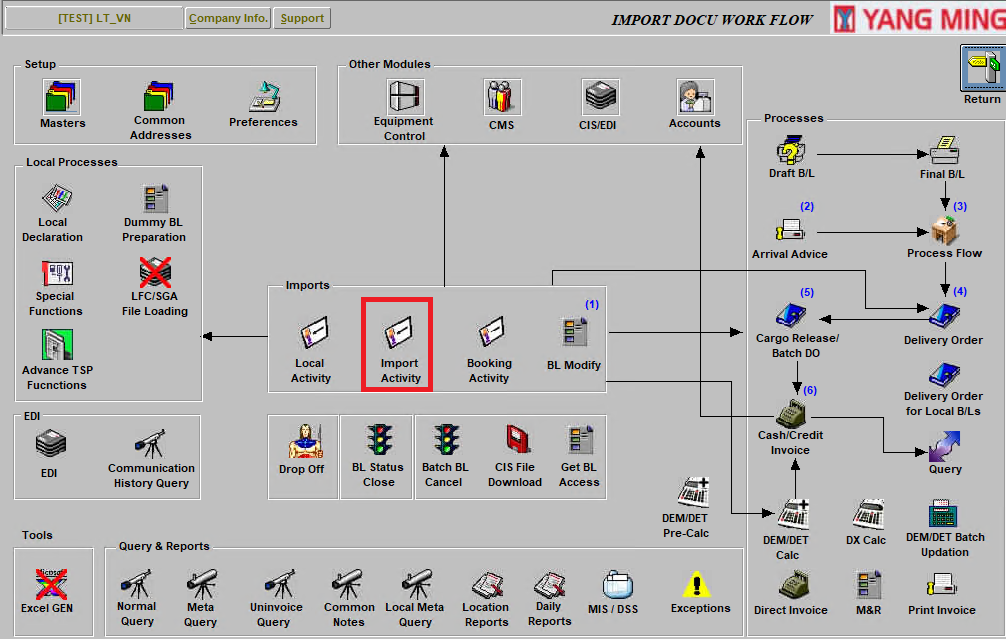 [TEST] LT_VN
Company Info.
Support
IMPORT DOCU WORK FLOW
YANG MING
Return
Setup
Masters
Common
Addresses
Preferences
Other Modules
Equipment
Control
CMS
CIS/EDI
Accounts
Local Processes
Local
Declaration
Dummy BL
Preparation
Special
Functions
LFC/SGA
File Loading
Advance TSP
Fucnctions
Imports
Local
Activity
Import
Activity
Booking
Activity
(1)
BL Modify
Processes
Draft B/L
Final B/L
(2)
Arrival Advice
(3)
Process Flow
(4)
Delivery Order
(5)
Cargo Release/
Batch DO
Delivery Order
for Local B/Ls
(6)
Cash/Credit
Invoice
Query
DEM/DET
Pre-Calc
DEM/DET
Calc
DX Calc
DEM/DET Batch
Updation
Direct Invoice
M&R
Print Invoice
EDI
EDI
Communication
History Query
Drop Off
BL Status
Close
Batch BL
Cancel
CIS File
Download
Get BL
Access
Tools
Excel GEN
Query & Reports
Normal
Query
Meta
Query
Uninvoice
Query
Common
Notes
Local Meta
Query
Location
Reports
Daily
Reports
MIS / DSS
Exceptions